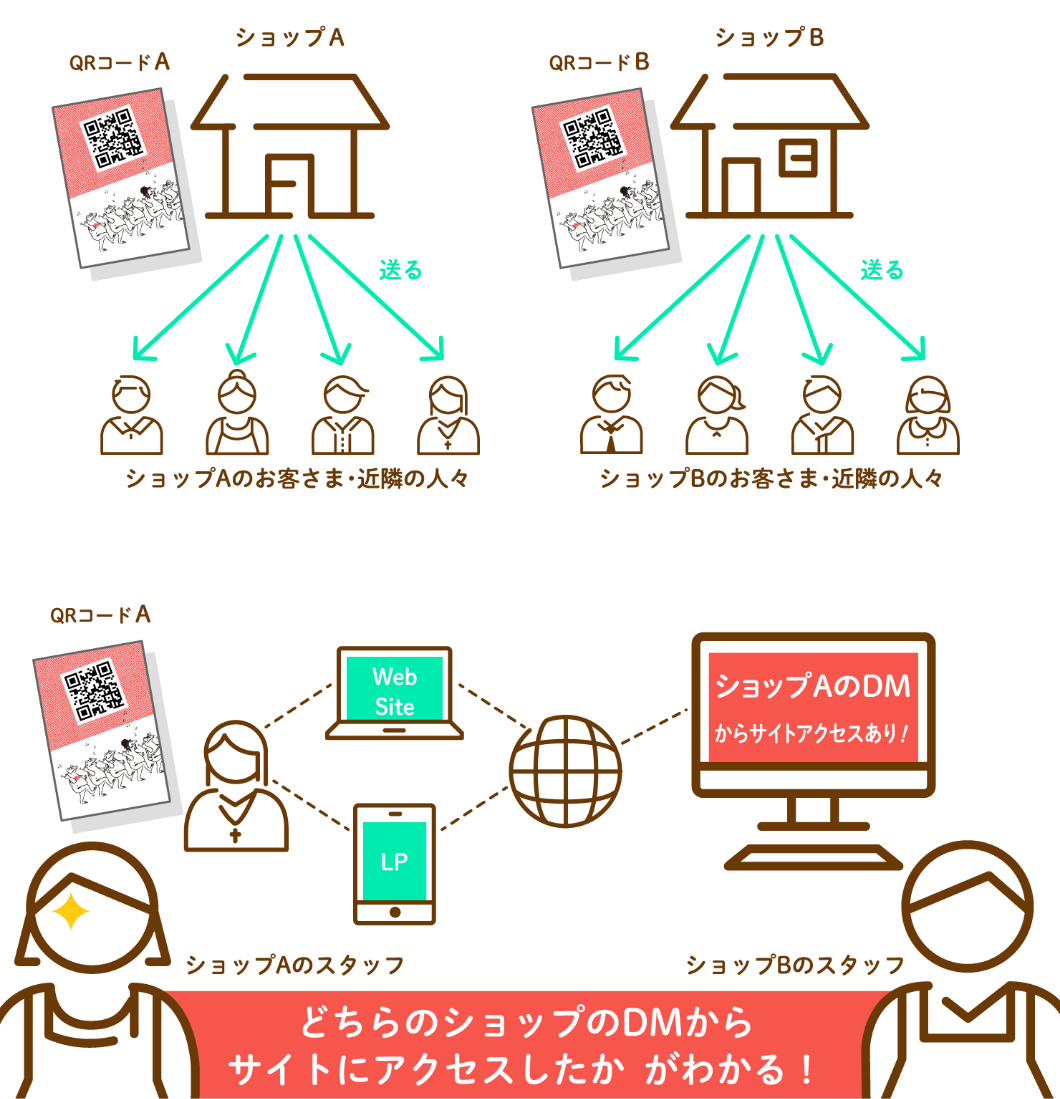 ショップA
QRコードA
ショップB
QRコードB
送る
送る
ショップAのお客さま・近隣の人々
ショップBのお客さま・近隣の人々
QRコードA
Web
Site
LP
ショップAのDM
からサイトアクセスあり!
ショップAのスタッフ
ショップBのスタッフ
どちらのショップのDMから
サイトにアクセスしたか がわかる!